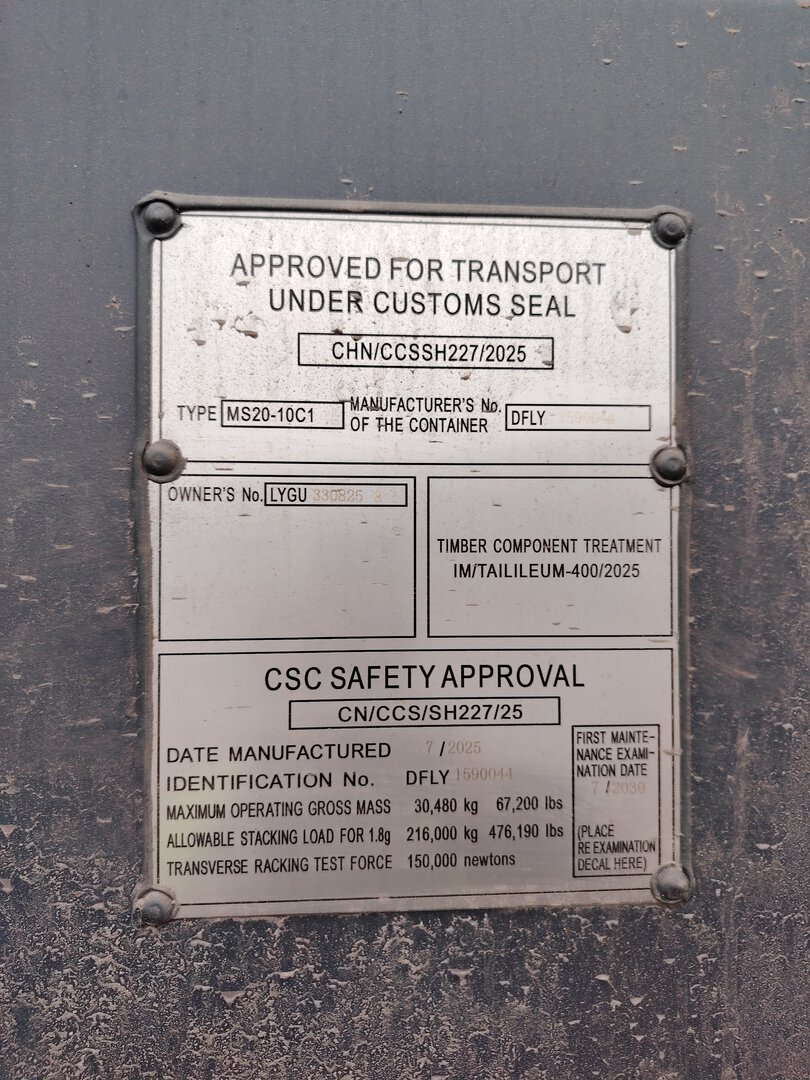 APPROVED FOR TRANSPORT
UNDER CUSTOMS SEAL
CHN/CCSSH227/2025
TYPE MS20-10C1 MANUFACTURER'S No. OF THE CONTAINER DFLY 1590044
OWNER'S No. LYGU 330825 3
TIMBER COMPONENT TREATMENT
IM/TAILILEUM-400/2025
CSC SAFETY APPROVAL
CN/CCS/SH227/25
DATE MANUFACTURED 7 / 2025
IDENTIFICATION No. DFLY 1590044
MAXIMUM OPERATING GROSS MASS 30,480 kg 67,200 lbs
ALLOWABLE STACKING LOAD FOR 1.8g 216,000 kg 476,190 lbs
TRANSVERSE RACKING TEST FORCE 150,000 newtons
FIRST MAINTE-
NANCE EXAMI-
NATION DATE
7 / 2030
(PLACE
RE EXAMINATION
DECAL HERE)